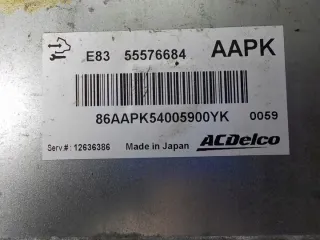 E83 55576684 AAPK
86AAPK54005900YK 0059
Serv.#: 12636386 Made in Japan ACDelco